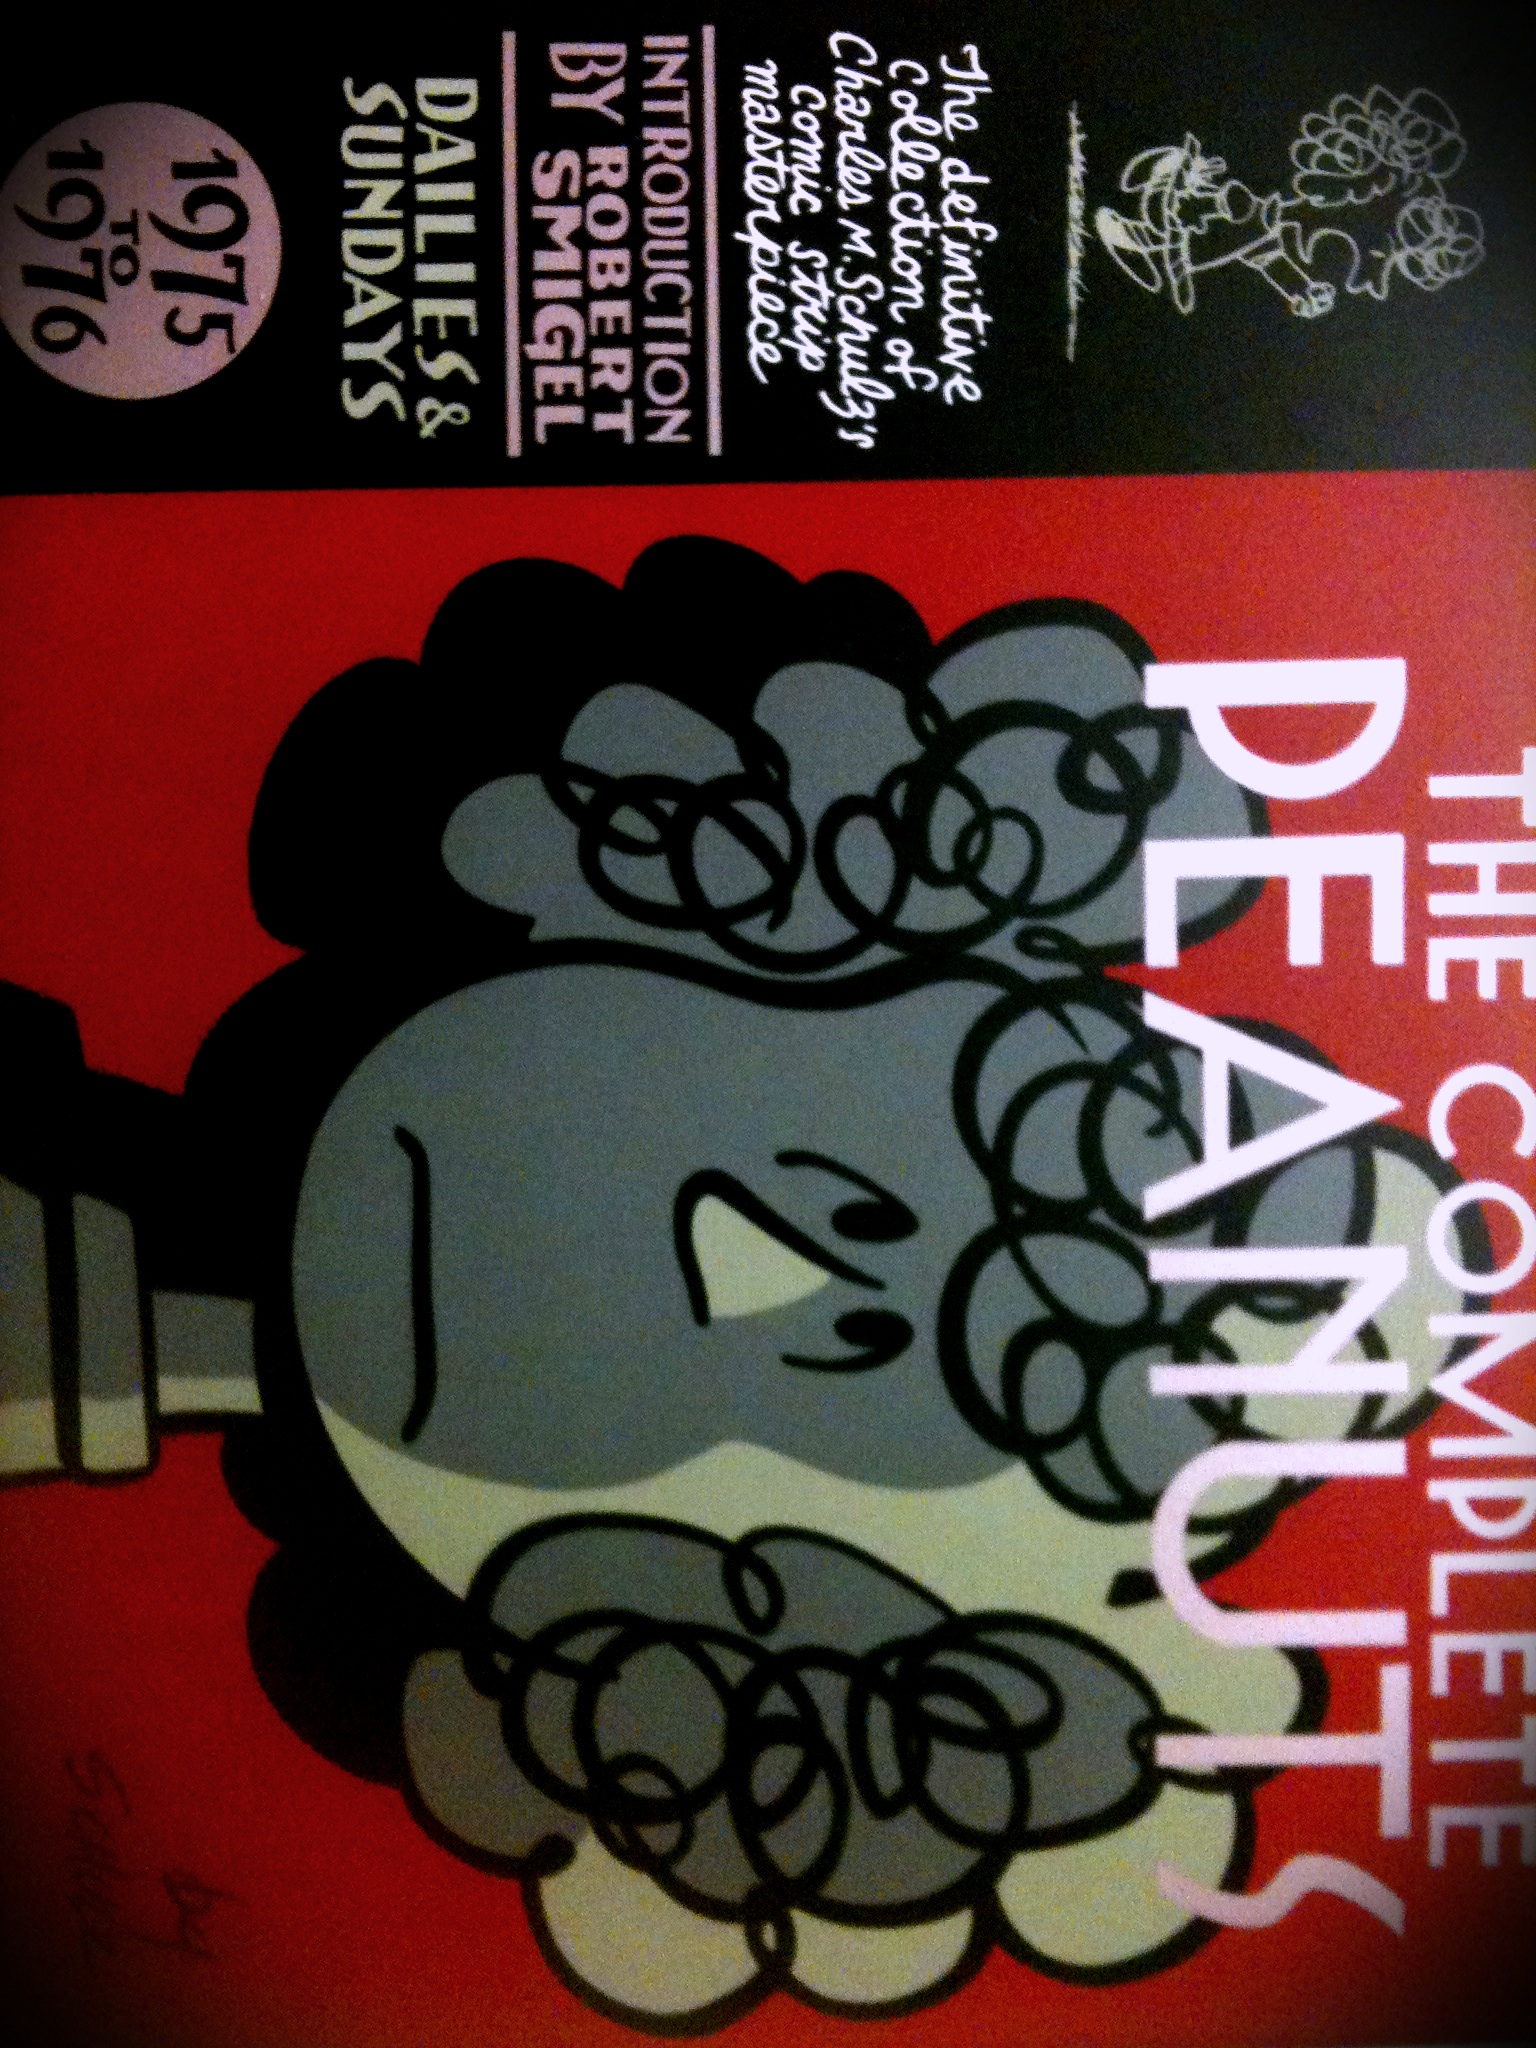 THE COMPLETE
PEANUTS
The definitive
collection of
Charles M. Schulz's
comic strip
masterpiece
INTRODUCTION
BY ROBERT
SMIGEL
DAILIES &
SUNDAYS
1975
TO
1976
by